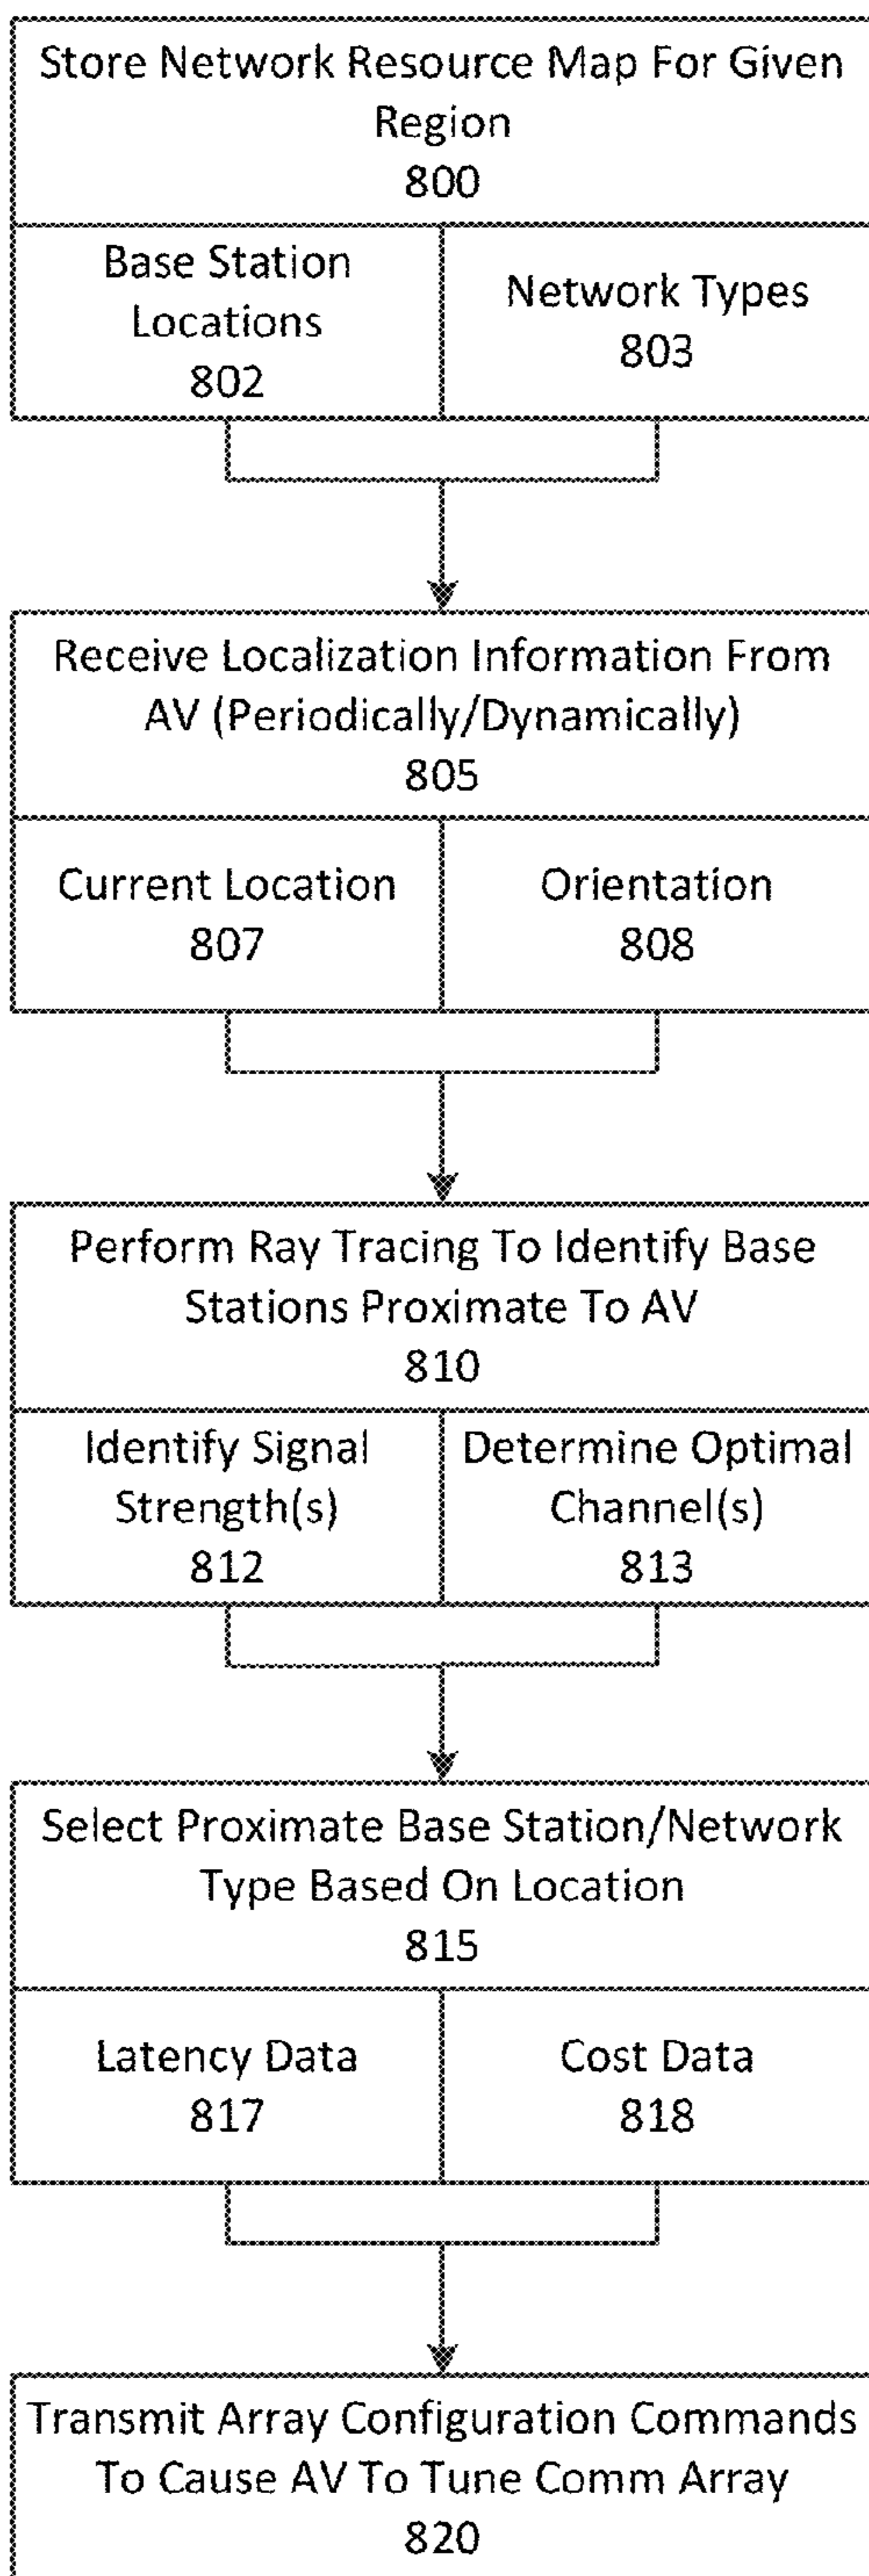 Store Network Resource Map For Given
Region
800
Base Station
Locations
802
Network Types
803
Receive Localization Information From
AV (Periodically/Dynamically)
805
Current Location
807
Orientation
808
Perform Ray Tracing To Identify Base
Stations Proximate To AV
810
Identify Signal
Strength(s)
812
Determine Optimal
Channel(s)
813
Select Proximate Base Station/Network
Type Based On Location
815
Latency Data
817
Cost Data
818
Transmit Array Configuration Commands
To Cause AV To Tune Comm Array
820